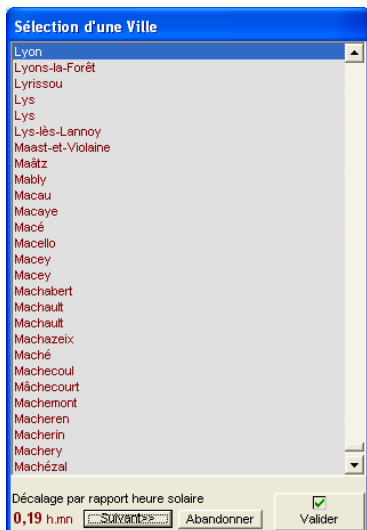 Sélection d'une Ville
Lyon
Lyons-la-Forêt
Lyrissou
Lys
Lys
Lys-lès-Lannoy
Maast-et-Violaine
Maâtz
Mably
Macau
Macaye
Macé
Macello
Macey
Macey
Machabert
Machault
Machault
Machazeix
Maché
Machecoul
Mâchecourt
Machemont
Macheren
Macherin
Machery
Machézal
Décalage par rapport heure solaire
0,19 h.mn Suivant>> Abandonner Valider